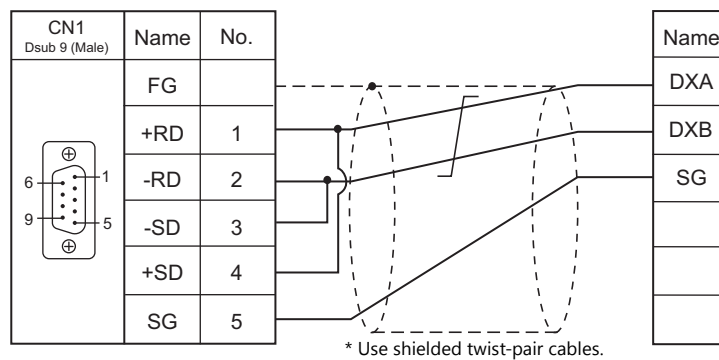 CN1
Dsub 9 (Male)
Name No.
FG
+RD 1
-RD 2
-SD 3
+SD 4
SG 5
6 1
9 5
Name
DXA
DXB
SG
* Use shielded twist-pair cables.